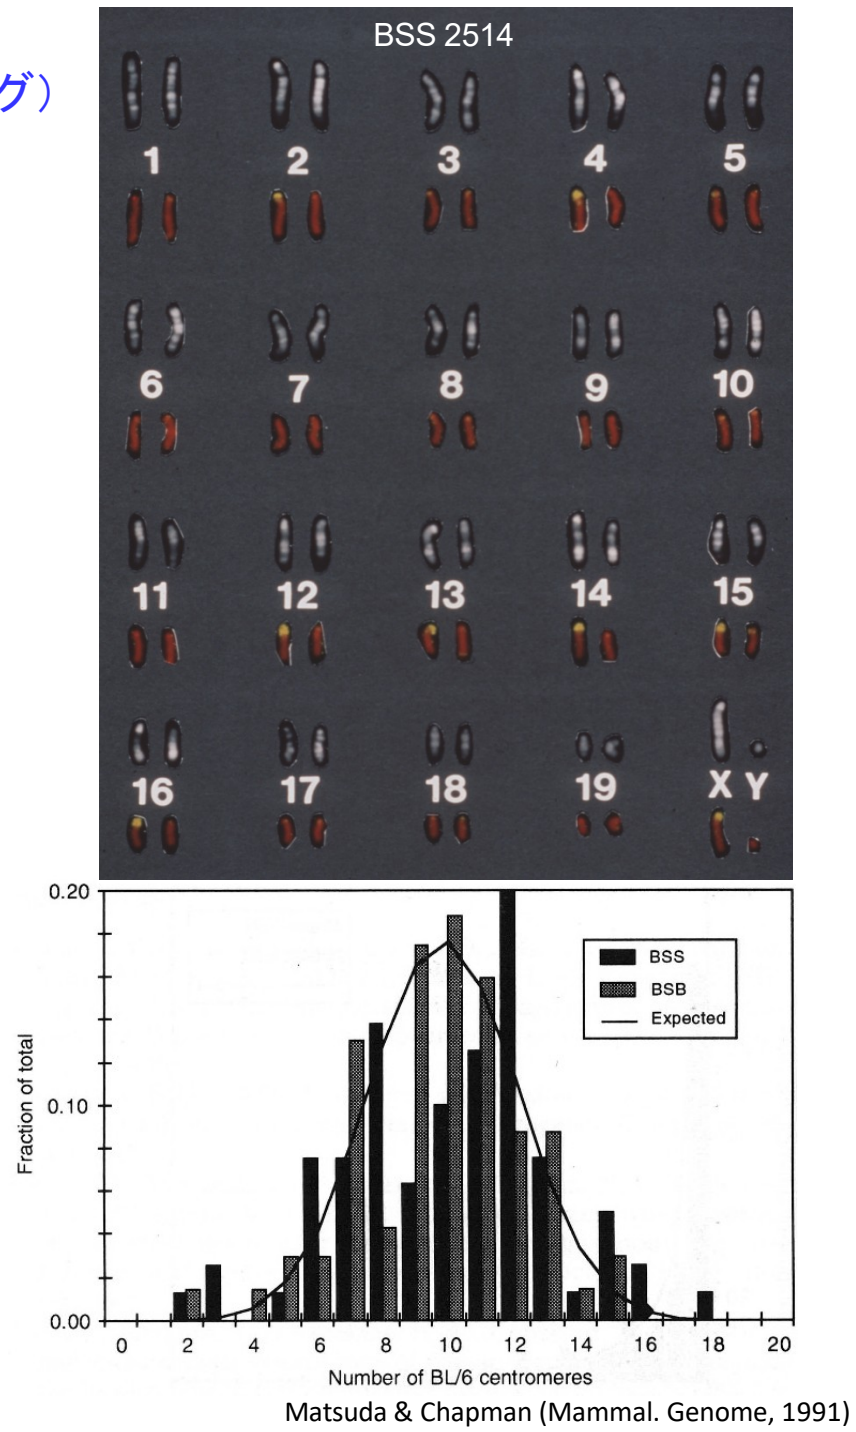 BSS 2514
グ）
1 2 3 4 5
6 7 8 9 10
11 12 13 14 15
16 17 18 19 X Y
0.20
0.10
0.00
Fraction of total
BSS
BSB
Expected
0 2 4 6 8 10 12 14 16 18 20
Number of BL/6 centromeres
Matsuda & Chapman (Mammal. Genome, 1991)